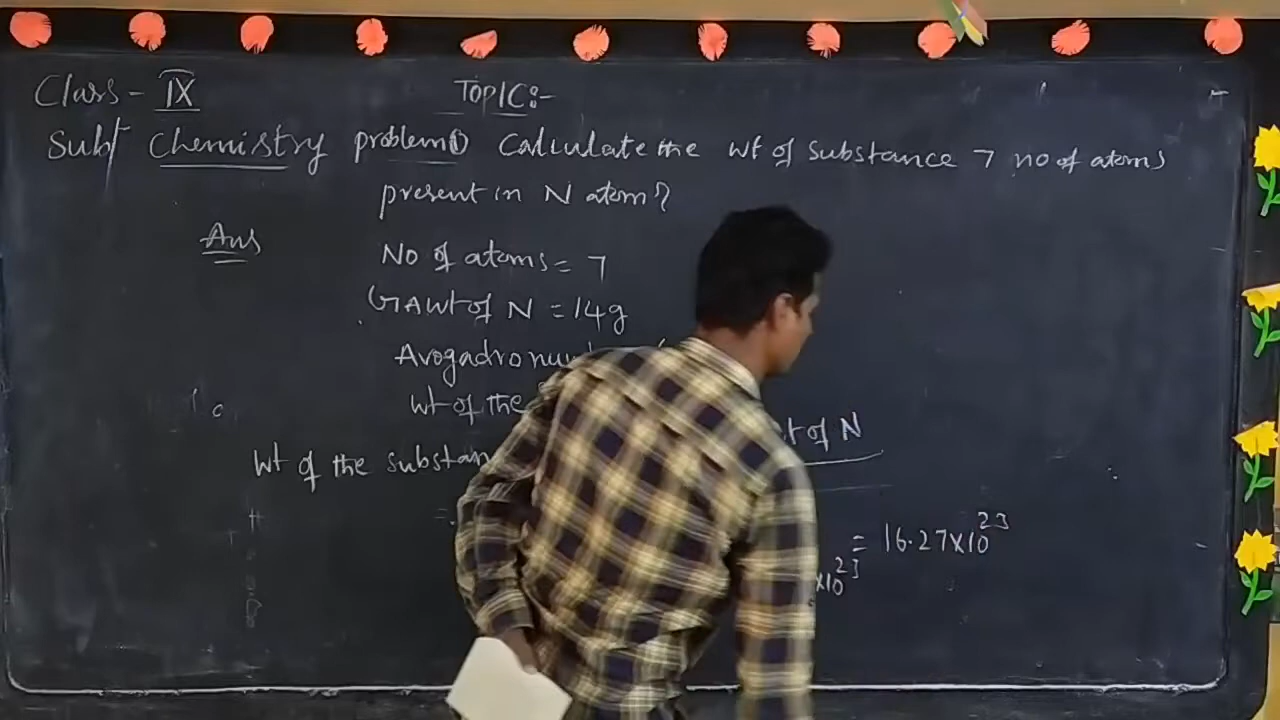 Class - IX
TOPIC:-
Subt Chemistry problem① Calculate the wt of substance 7 no of atoms
present in N atom?
Ans
No of atoms = 7
GAwt of N = 14g
Avogadro
wt of the
of N
wt of the substan
=
= 16.27x10^23
x10^23